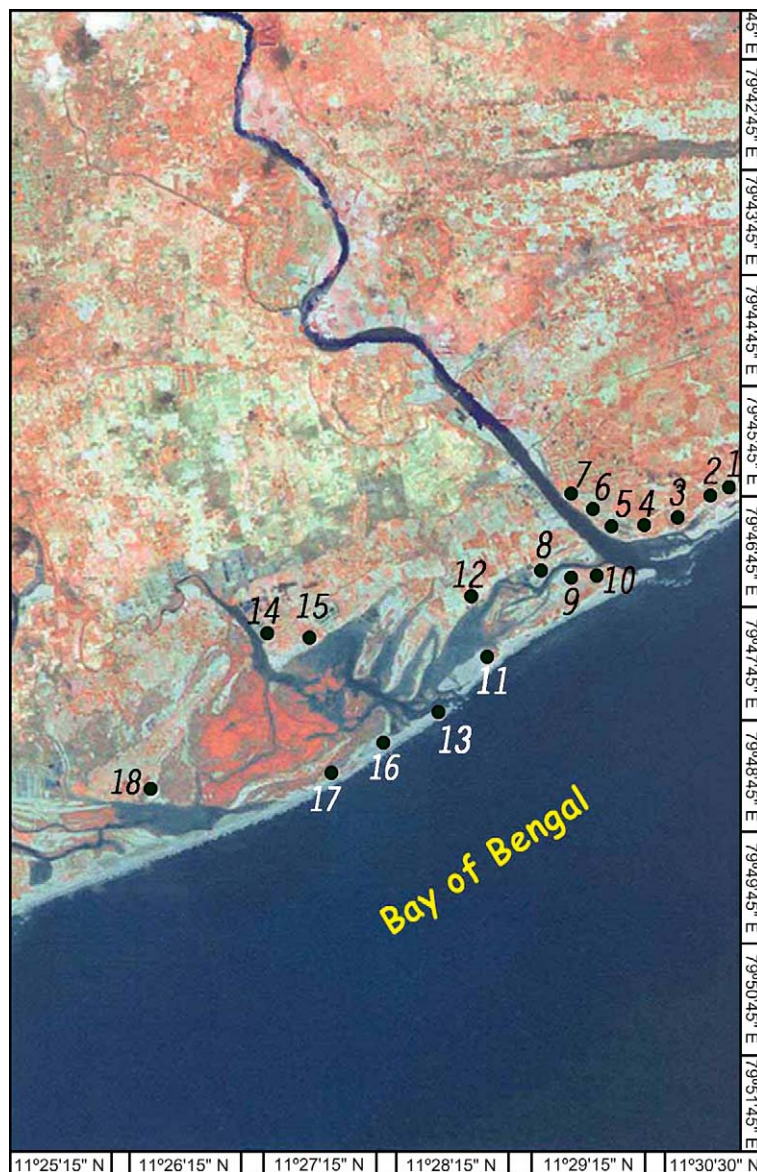 45" E
79°42'45" E
79°43'45" E
79°44'45" E
79°45'45" E
7
6
5
4
3
2
1
79°46'45" E
8
12
9
10
14
15
79°47'45" E
11
13
16
18
17
79°48'45" E
Bay of Bengal
79°49'45" E
79°50'45" E
79°51'45" E
11°25'15" N
11°26'15" N
11°27'15" N
11°28'15" N
11°29'15" N
11°30'30" N